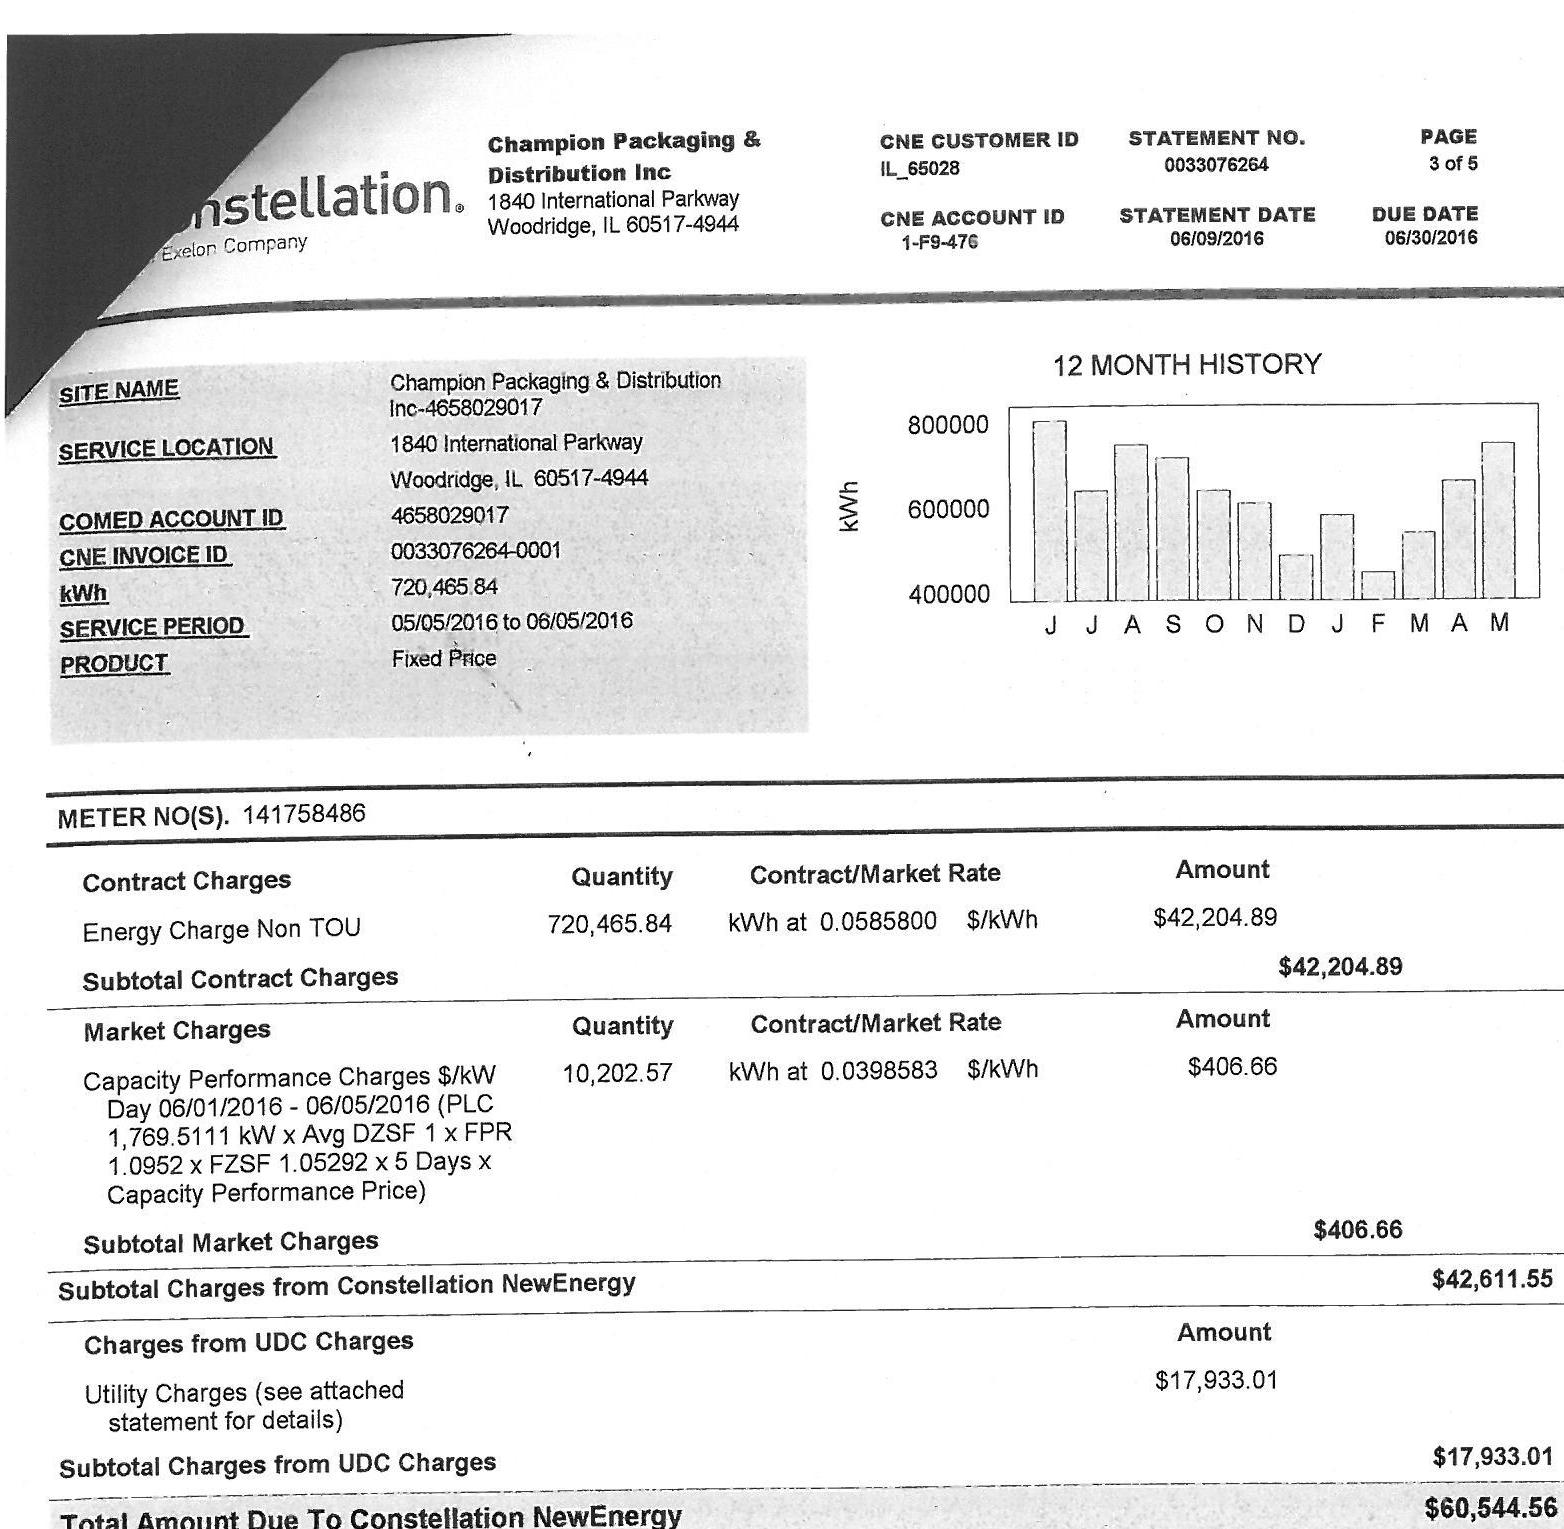 Champion Packaging &
Distribution Inc
1840 International Parkway
Woodridge, IL 60517-4944
CNE CUSTOMER ID
IL_65028
STATEMENT NO.
0033076264
PAGE
3 of 5
CNE ACCOUNT ID
1-F9-476
STATEMENT DATE
06/09/2016
DUE DATE
06/30/2016
nstellation.
Exelon Company
SITE NAME Champion Packaging & Distribution
Inc-4658029017
SERVICE LOCATION 1840 International Parkway
Woodridge, IL 60517-4944
COMED ACCOUNT ID 4658029017
CNE INVOICE ID 0033076264-0001
kWh 720,465.84
SERVICE PERIOD 05/05/2016 to 06/05/2016
PRODUCT Fixed Price
12 MONTH HISTORY
kWh
800000
600000
400000
J J A S O N D J F M A M
METER NO(S). 141758486
Contract Charges Quantity Contract/Market Rate Amount
Energy Charge Non TOU 720,465.84 kWh at 0.0585800 $/kWh $42,204.89
Subtotal Contract Charges $42,204.89
Market Charges Quantity Contract/Market Rate Amount
Capacity Performance Charges $/kW 10,202.57 kWh at 0.0398583 $/kWh $406.66
Day 06/01/2016 - 06/05/2016 (PLC
1,769.5111 kW x Avg DZSF 1 x FPR
1.0952 x FZSF 1.05292 x 5 Days x
Capacity Performance Price)
Subtotal Market Charges $406.66
Subtotal Charges from Constellation NewEnergy $42,611.55
Charges from UDC Charges Amount
Utility Charges (see attached $17,933.01
statement for details)
Subtotal Charges from UDC Charges $17,933.01
Total Amount Due To Constellation NewEnergy $60,544.56